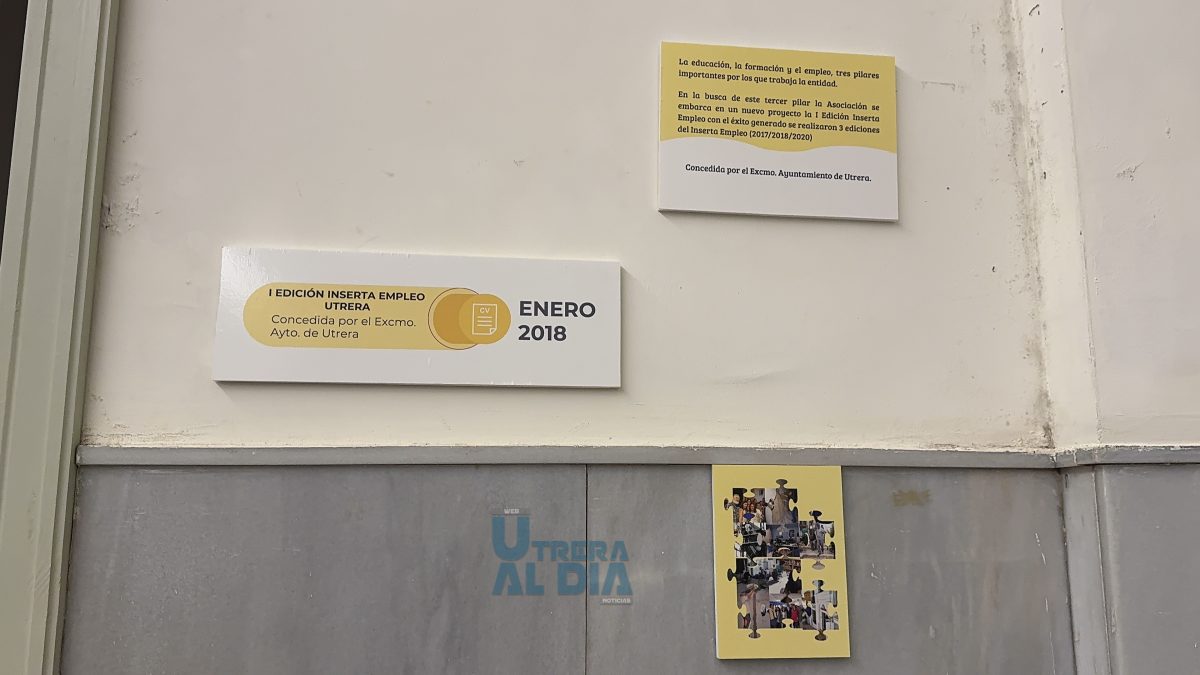 La educación, la formación y el empleo, tres pilares
importantes por los que trabaja la entidad.
En la busca de este tercer pilar la Asociación se
embarca en un nuevo proyecto la I Edición Inserta
Empleo con el éxito generado se realizaron 3 ediciones
del Inserta Empleo (2017/2018/2020)
Concedida por el Excmo. Ayuntamiento de Utrera.
I EDICIÓN INSERTA EMPLEO
UTRERA
Concedida por el Excmo.
Ayto. de Utrera
CV
ENERO
2018
WEB
UTRERA
AL DIA
NOTICIAS